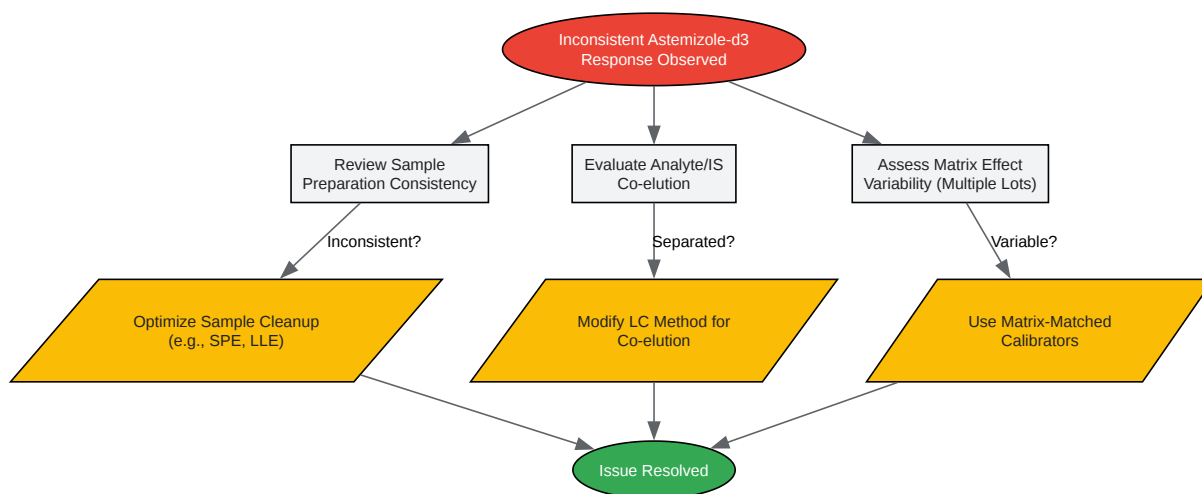 Inconsistent Astemizole-d3
Response Observed
Review Sample
Preparation Consistency
Evaluate Analyte/IS
Co-elution
Assess Matrix Effect
Variability (Multiple Lots)
Inconsistent?
Separated?
Variable?
Optimize Sample Cleanup
(e.g., SPE, LLE)
Modify LC Method for
Co-elution
Use Matrix-Matched
Calibrators
Issue Resolved